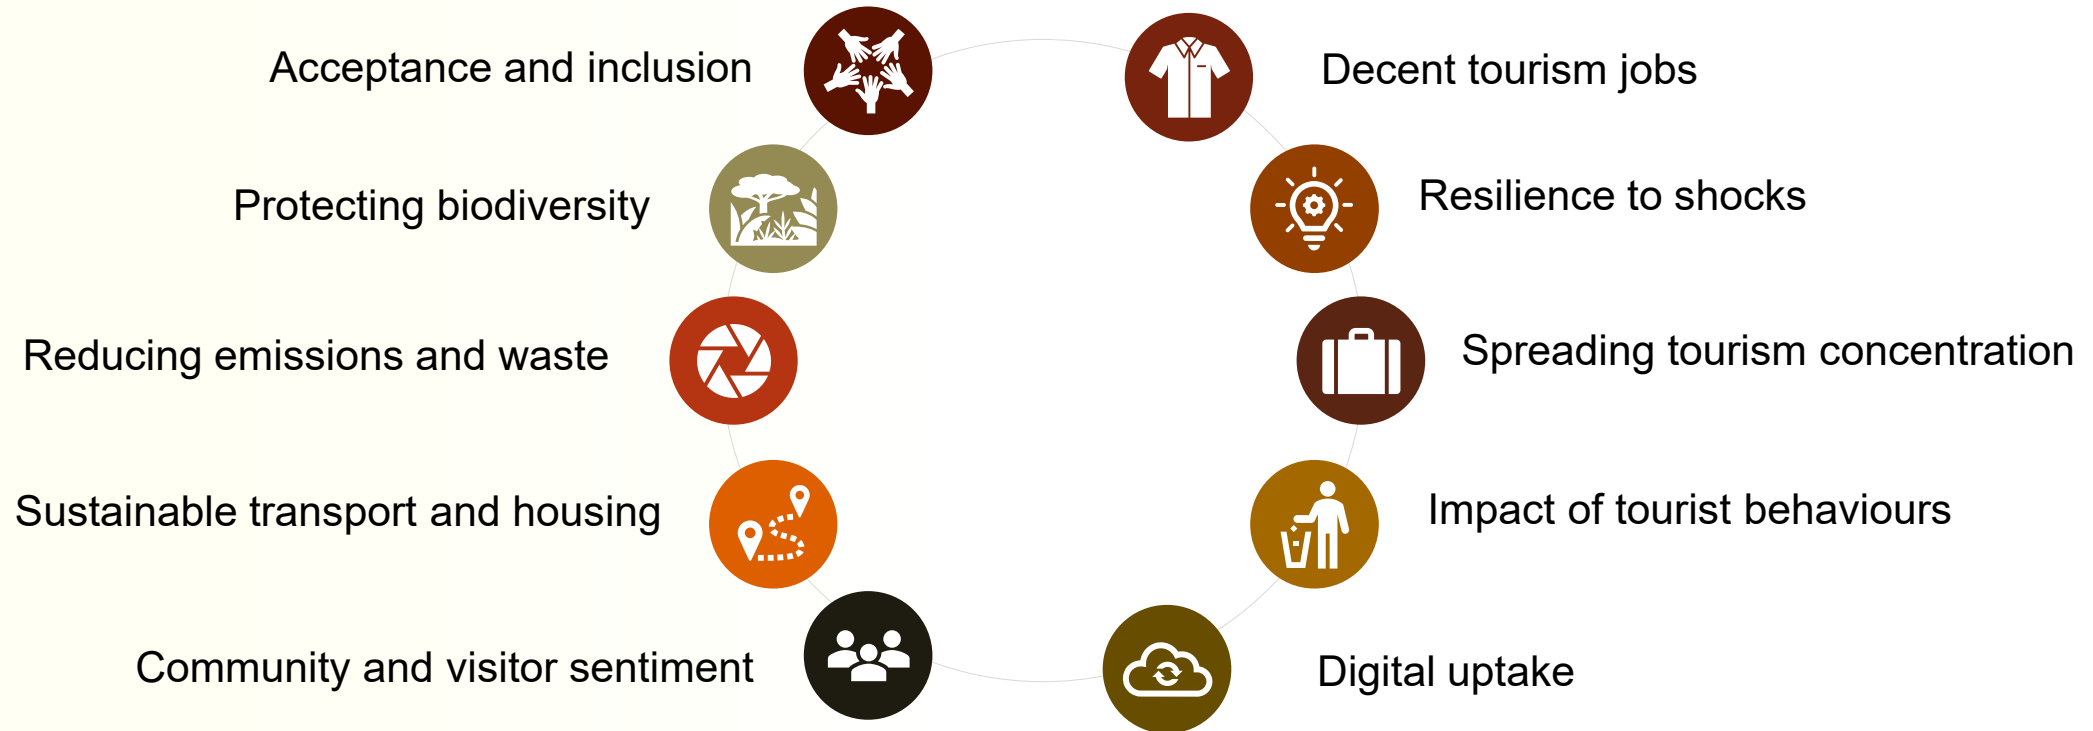 Acceptance and inclusion
Decent tourism jobs
Protecting biodiversity
Resilience to shocks
Reducing emissions and waste
Spreading tourism concentration
Sustainable transport and housing
Impact of tourist behaviours
Community and visitor sentiment
Digital uptake